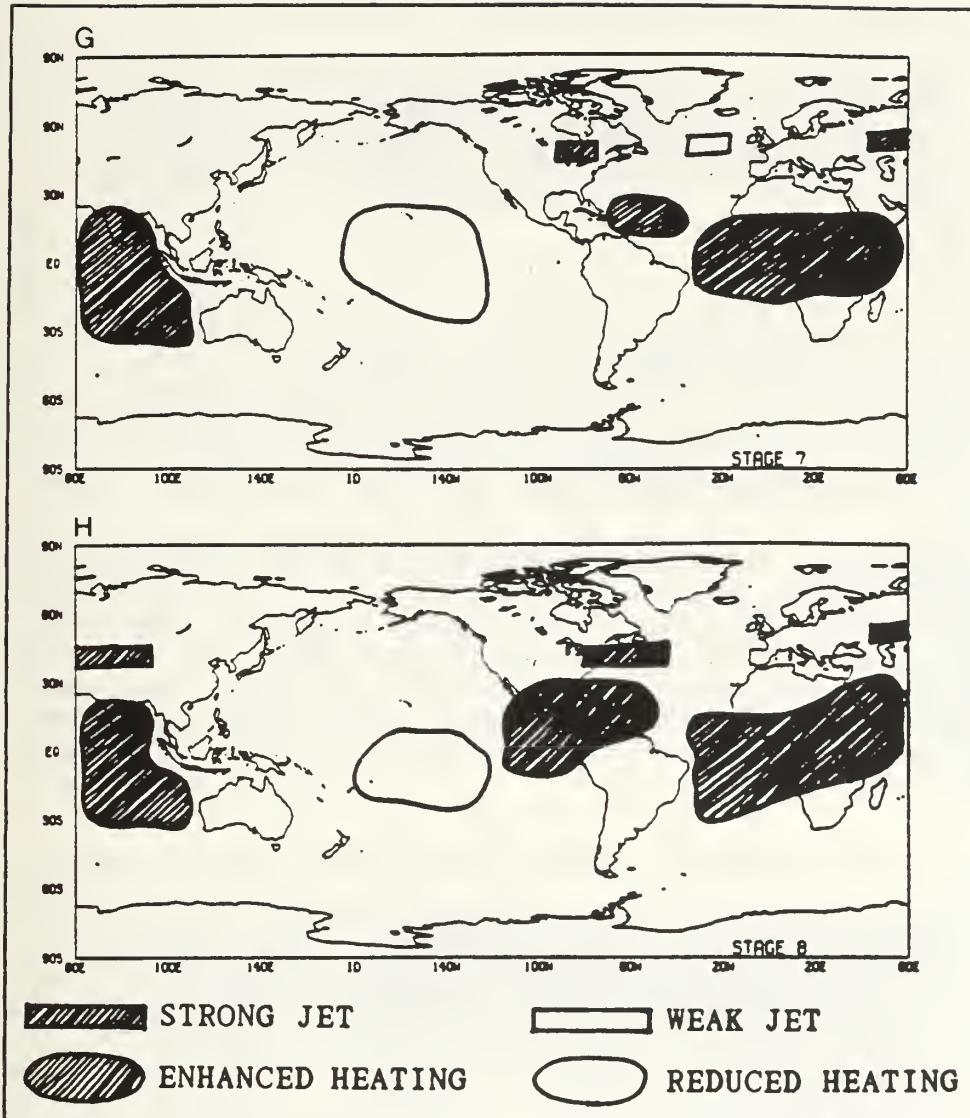 G
90N
60N
30N
EQ
30S
60S
90S
60E 100E 140E 180 140W 100W 60W 20W 20E 60E
STAGE 7
H
90N
60N
30N
EQ
30S
60S
90S
60E 100E 140E 180 140W 100W 60W 20W 20E 60E
STAGE 8
STRONG JET
WEAK JET
ENHANCED HEATING
REDUCED HEATING